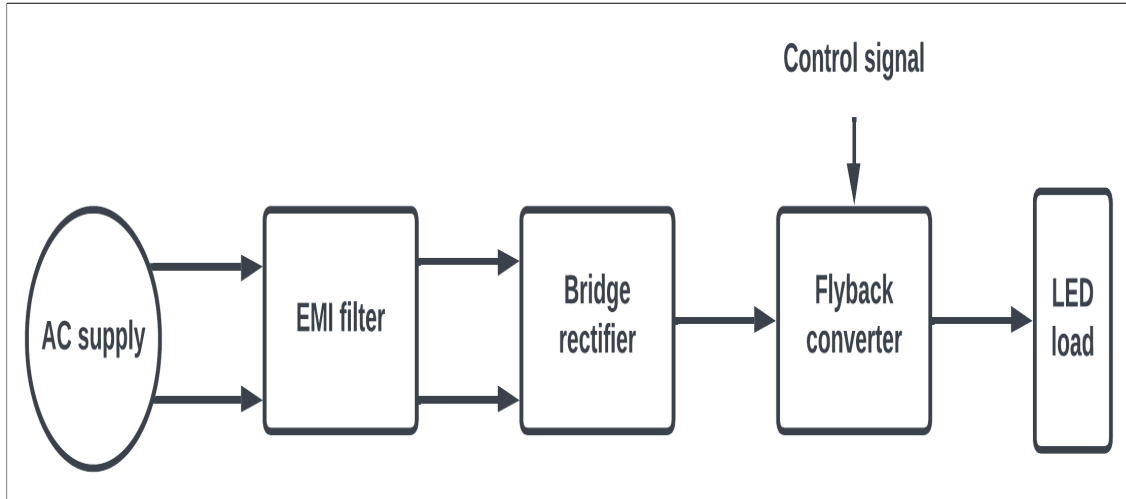 Control signal
AC supply
EMI filter
Bridge
rectifier
Flyback
converter
LED
load